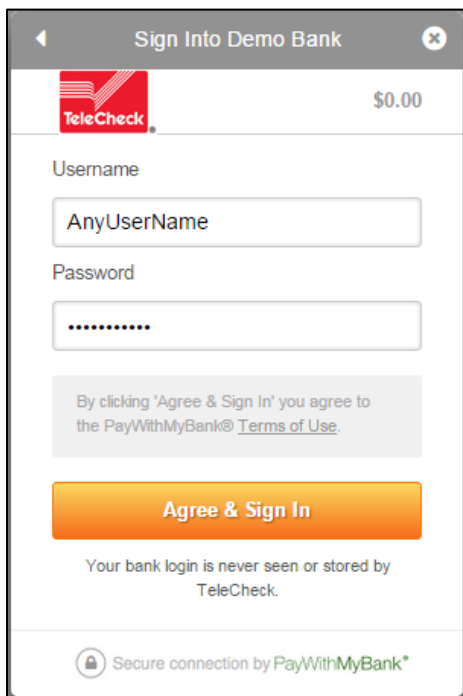 Sign Into Demo Bank
TeleCheck®
$0.00
Username
AnyUserName
Password
•••••••••••
By clicking 'Agree & Sign In' you agree to
the PayWithMyBank® Terms of Use.
Agree & Sign In
Your bank login is never seen or stored by
TeleCheck.
Secure connection by PayWithMyBank®